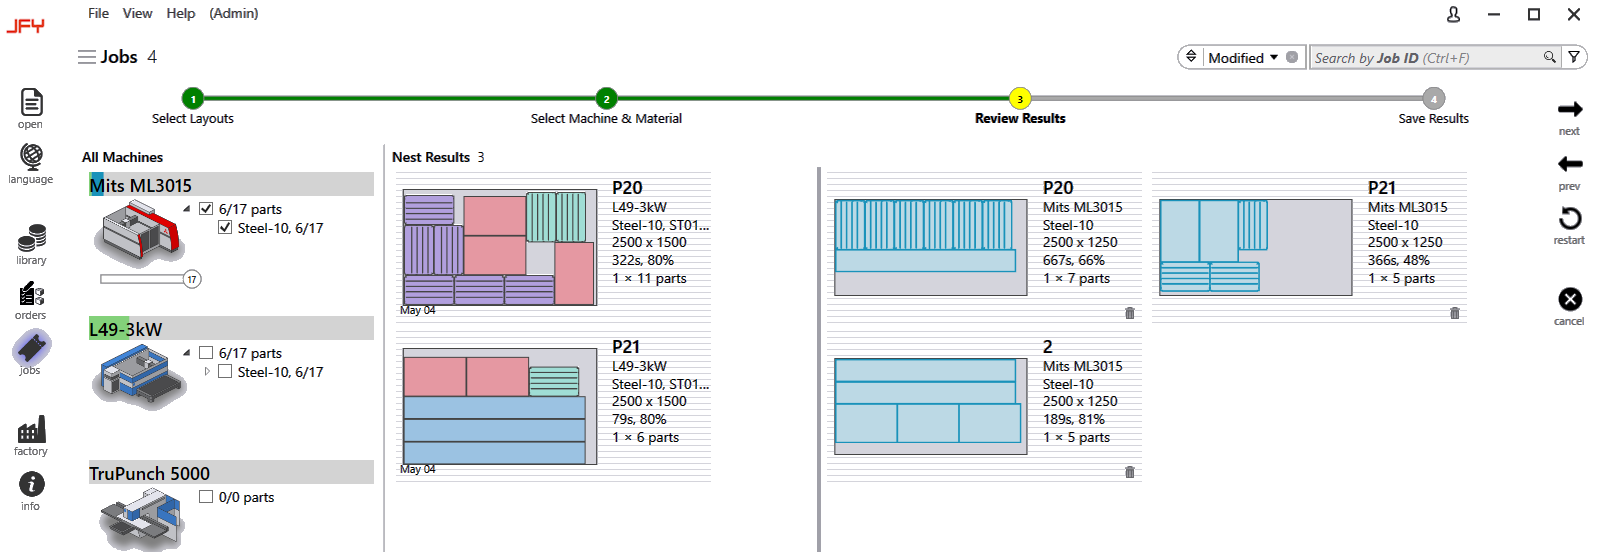 JFY
File View Help (Admin)
Jobs 4
Modified
Search by Job ID (Ctrl+F)
1
2
3
4
Select Layouts
Select Machine & Material
Review Results
Save Results
open
language
library
orders
jobs
factory
info
All Machines
Mits ML3015
6/17 parts
Steel-10, 6/17
17
L49-3kW
6/17 parts
Steel-10, 6/17
TruPunch 5000
0/0 parts
Nest Results 3
P20
L49-3kW
Steel-10, ST01...
2500 x 1500
322s, 80%
1 × 11 parts
May 04
P21
L49-3kW
Steel-10, ST01...
2500 x 1500
79s, 80%
1 × 6 parts
May 04
P20
Mits ML3015
Steel-10
2500 x 1250
667s, 66%
1 × 7 parts
P21
Mits ML3015
Steel-10
2500 x 1250
366s, 48%
1 × 5 parts
2
Mits ML3015
Steel-10
2500 x 1250
189s, 81%
1 × 5 parts
next
prev
restart
cancel